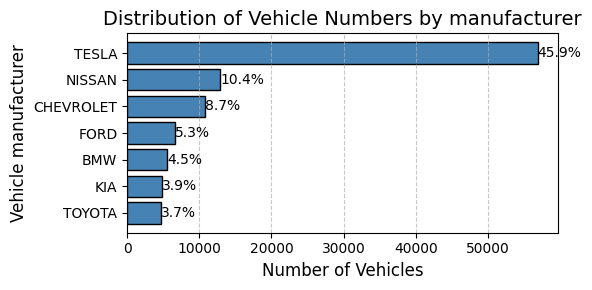 Distribution of Vehicle Numbers by manufacturer
Vehicle manufacturer
TESLA 45.9%
NISSAN 10.4%
CHEVROLET 8.7%
FORD 5.3%
BMW 4.5%
KIA 3.9%
TOYOTA 3.7%
0 10000 20000 30000 40000 50000
Number of Vehicles